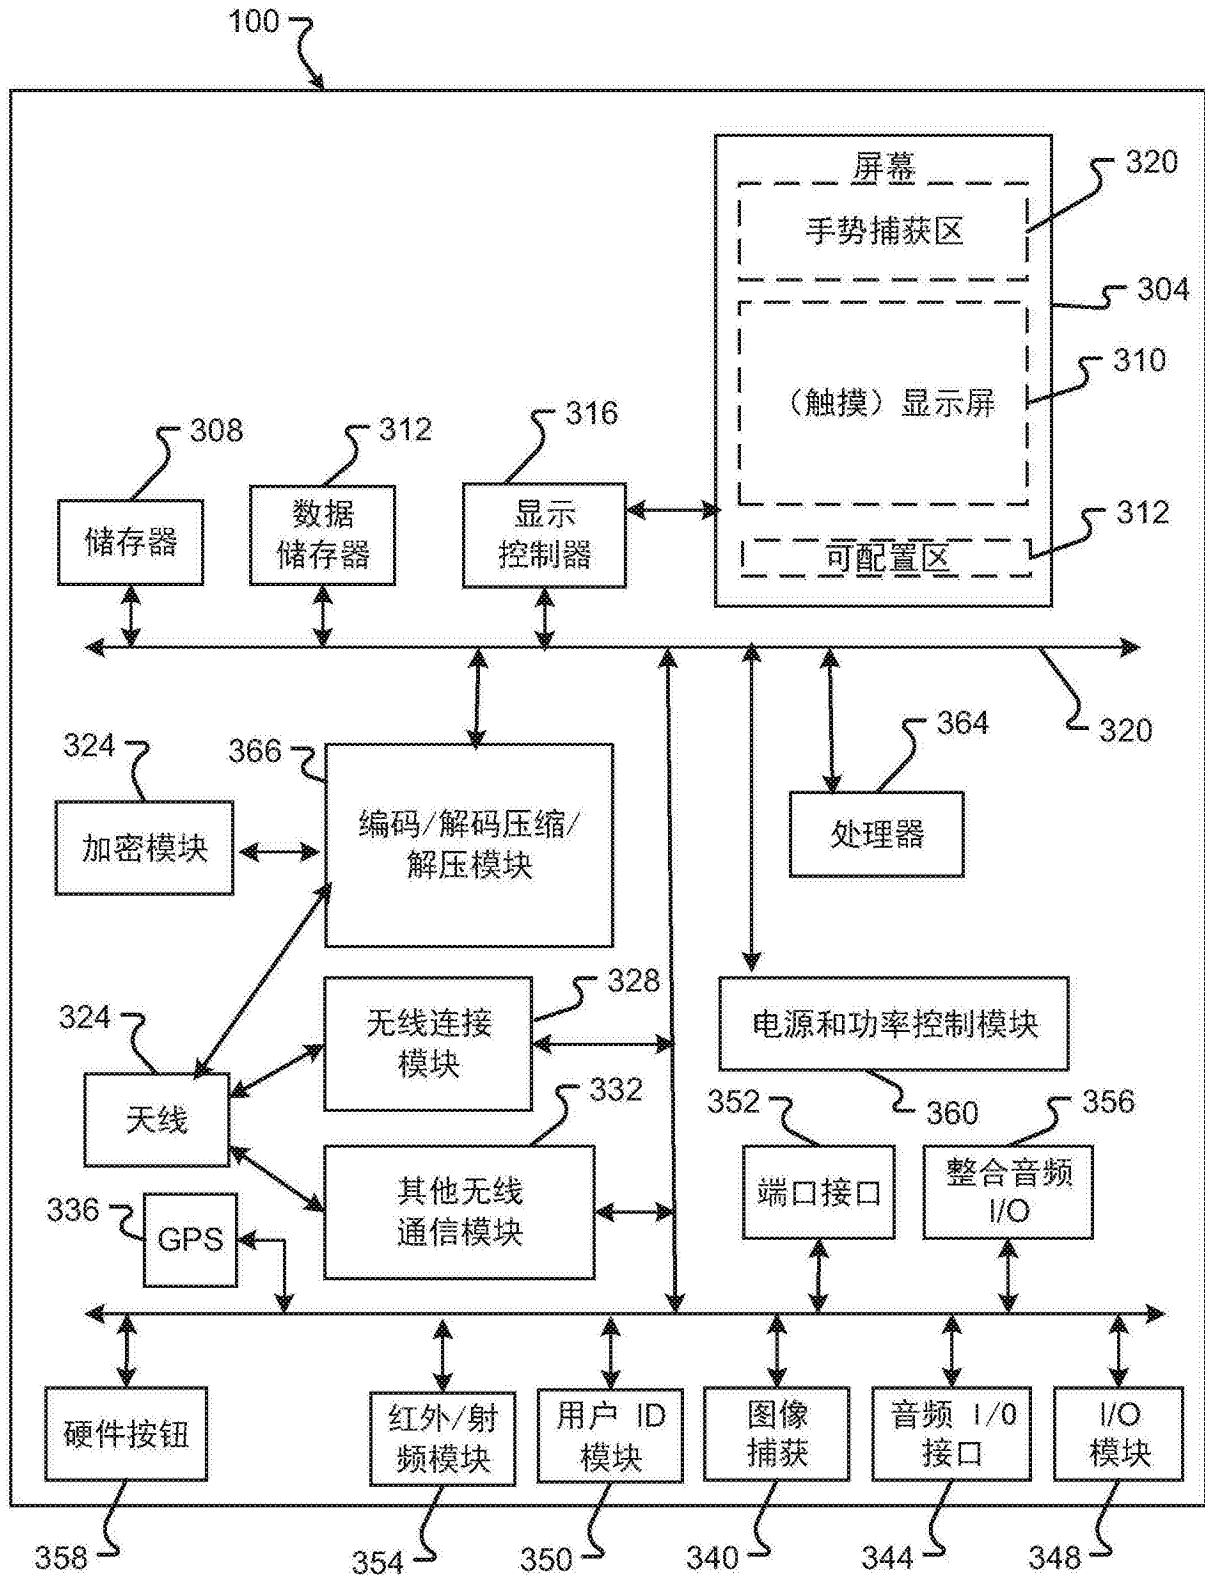 100
屏幕
320
手势捕获区
304
310
（触摸）显示屏
308
312
316
储存器
数据
储存器
显示
控制器
312
可配置区
320
324
366
364
加密模块
编码/解码压缩/
解压模块
处理器
324
328
无线连接
模块
电源和功率控制模块
天线
332
352
360
356
336
GPS
其他无线
通信模块
端口接口
整合音频
I/O
硬件按钮
红外/射
频模块
用户 ID
模块
图像
捕获
音频 I/O
接口
I/O
模块
358
354
350
340
344
348